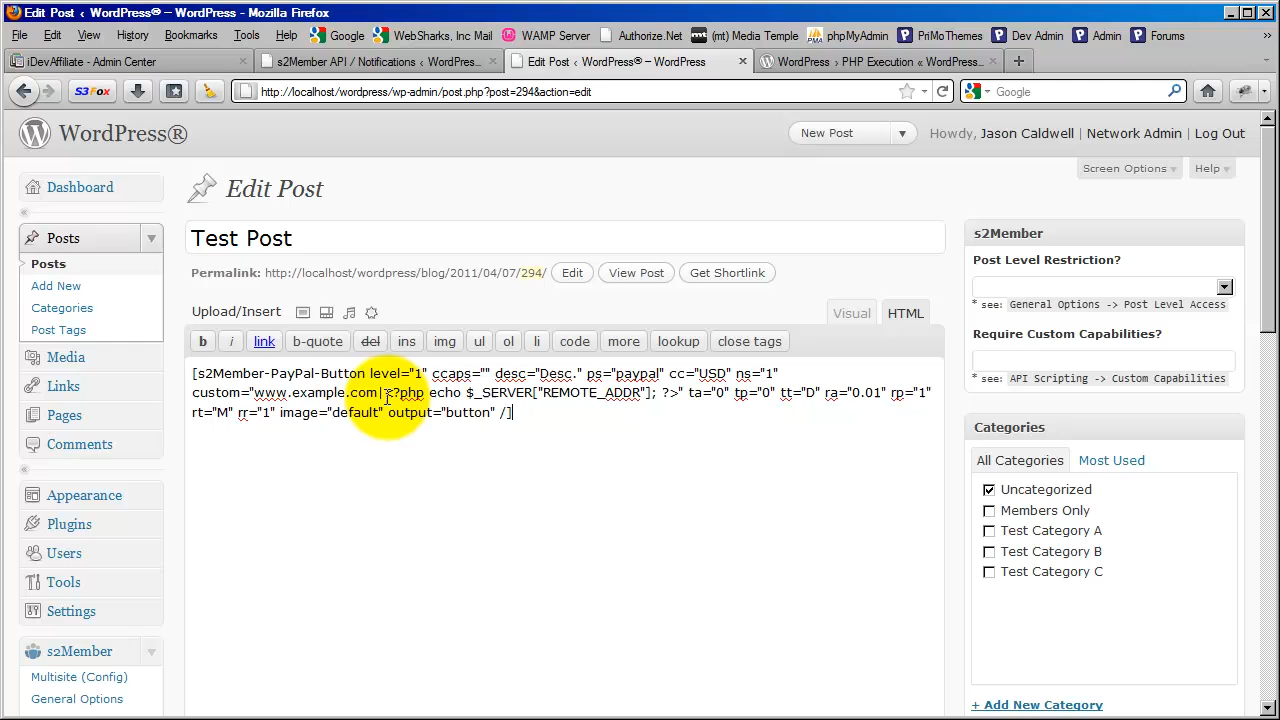 Edit Post ‹ WordPress® — WordPress - Mozilla Firefox
File Edit View History Bookmarks Tools Help Google WebSharks, Inc Mail WAMP Server Authorize.Net (mt) Media Temple phpMyAdmin PriMoThemes Dev Admin Admin Forums
iDevAffiliate - Admin Center s2Member API / Notifications ‹ WordPress... Edit Post ‹ WordPress® — WordPress WordPress › PHP Execution « WordPress...
S3Fox http://localhost/wordpress/wp-admin/post.php?post=294&action=edit Google
WordPress® New Post Howdy, Jason Caldwell | Network Admin | Log Out
Screen Options Help
Dashboard
Posts
Posts
Add New
Categories
Post Tags
Media
Links
Pages
Comments
Appearance
Plugins
Users
Tools
Settings
s2Member
Multisite (Config)
General Options
Edit Post
Test Post
Permalink: http://localhost/wordpress/blog/2011/04/07/294/ Edit View Post Get Shortlink
Upload/Insert Visual HTML
b i link b-quote del ins img ul ol li code more lookup close tags
[s2Member-PayPal-Button level="1" ccaps="" desc="Desc." ps="paypal" cc="USD" ns="1"
custom="www.example.com|<?php echo $_SERVER["REMOTE_ADDR"]; ?>" ta="0" tp="0" tt="D" ra="0.01" rp="1"
rt="M" rr="1" image="default" output="button" /]
s2Member
Post Level Restriction?
* see: General Options -> Post Level Access
Require Custom Capabilities?
* see: API Scripting -> Custom Capabilities
Categories
All Categories Most Used
Uncategorized
Members Only
Test Category A
Test Category B
Test Category C
+ Add New Category